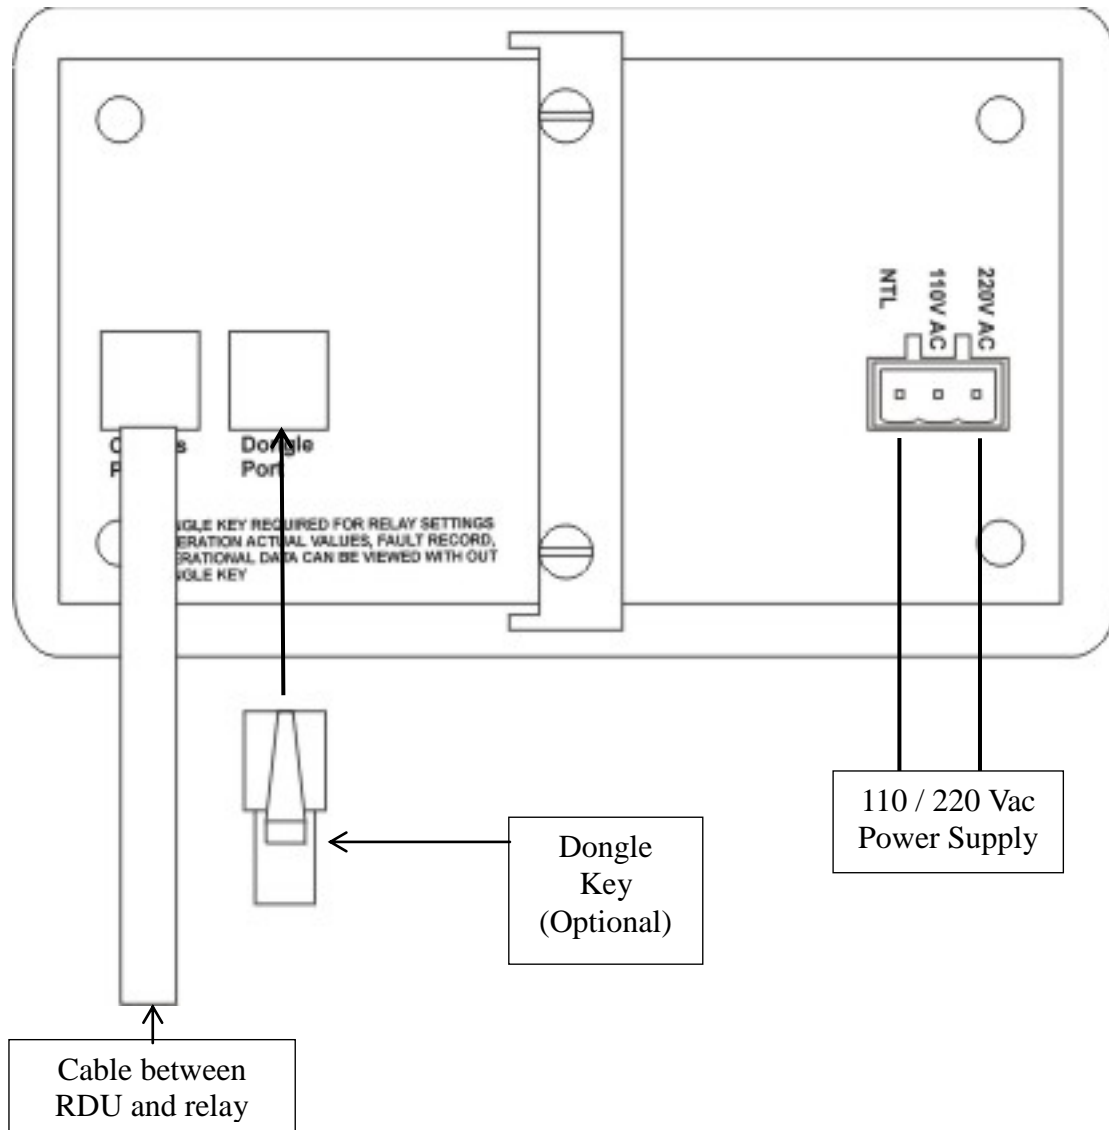 NTL
110V AC
220V AC
Dongle
Port
KEY REQUIRED FOR RELAY SETTINGS
ACTUAL VALUES, FAULT RECORD,
DATA CAN BE VIEWED WITH OUT
KEY
110 / 220 Vac
Power Supply
Dongle
Key
(Optional)
Cable between
RDU and relay